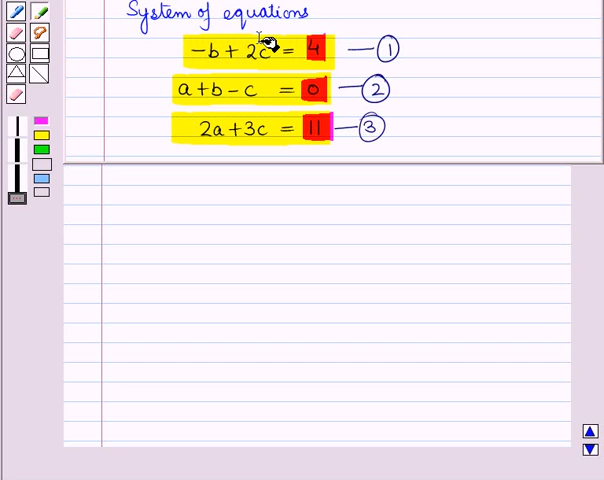 System of equations
-b + 2c = 4 — 1
a + b - c = 0 — 2
2a + 3c = 11 — 3